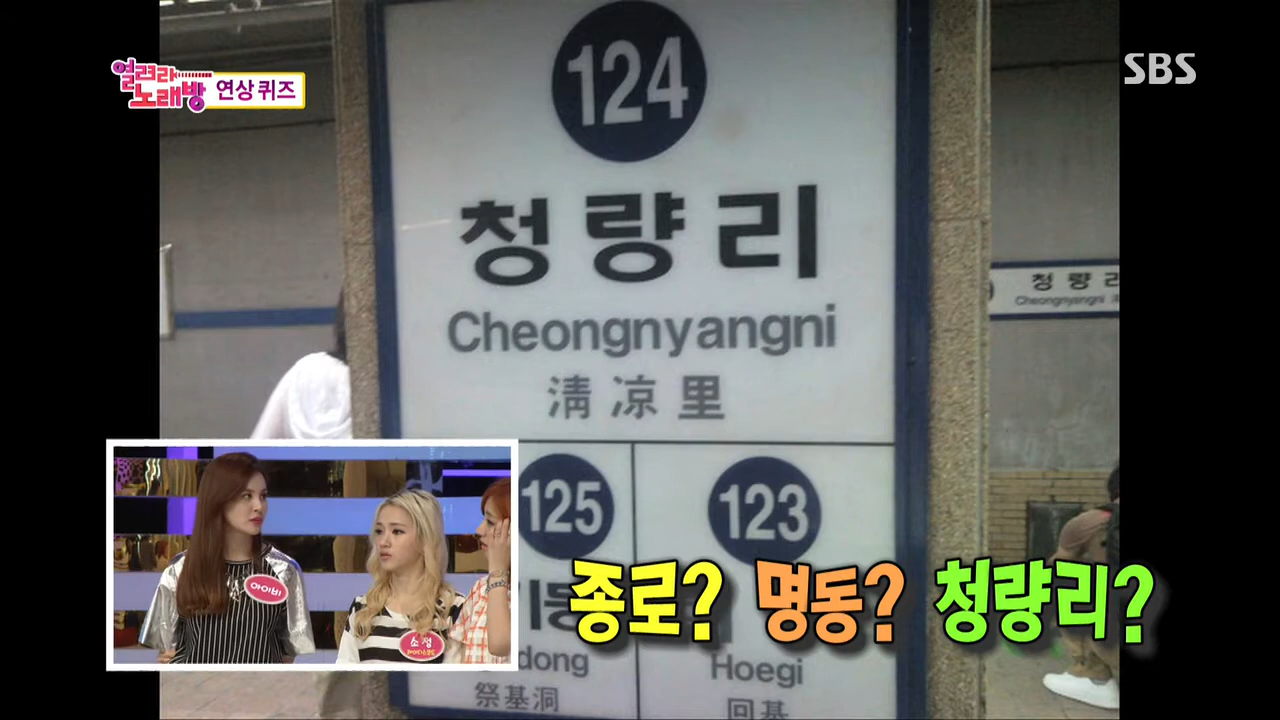 열려라
노래방
연상 퀴즈
SBS
124
청량리
Cheongnyangni
淸凉里
청량리
Cheongnyangni
125
123
dong
Hoegi
祭基洞
回基
아이비
소정
종로? 명동? 청량리?